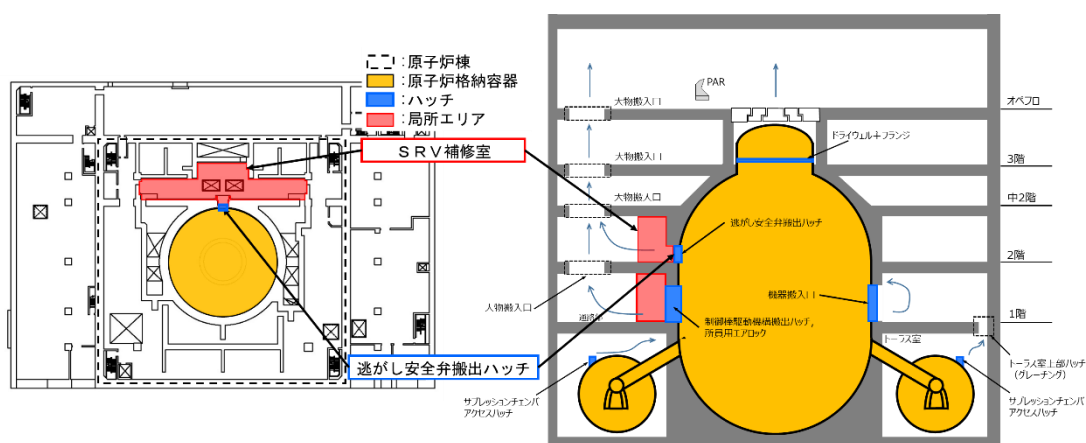 ：原子炉棟
：原子炉格納容器
：ハッチ
：局所エリア
ＳＲＶ補修室
逃がし安全弁搬出ハッチ
PAR
大物搬入口
オペフロ
ドライウェル主フランジ
大物搬入口
3階
大物搬入口
中2階
逃がし安全弁搬出ハッチ
2階
大物搬入口
機器搬入口
通路部
制御棒駆動機構搬出ハッチ，
所員用エアロック
1階
トーラス室
トーラス室上部ハッチ
（グレーチング）
サプレッションチェンバ
アクセスハッチ
サプレッションチェンバ
アクセスハッチ